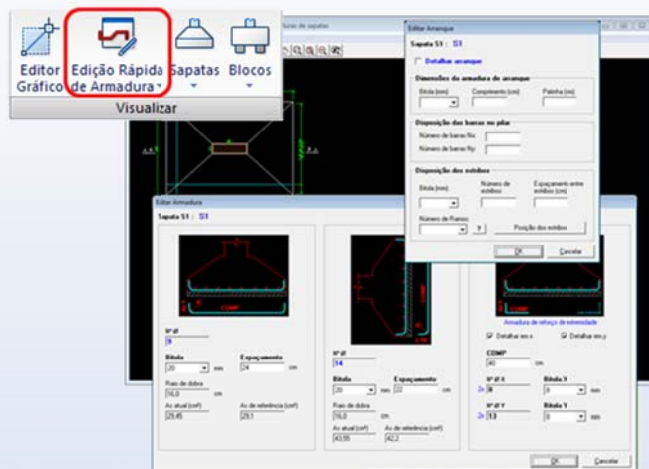 Editor Gráfico
Edição Rápida de Armadura
Sapatas
Blocos
Visualizar
Editar Arranque
Sapata S1 : S1
Detalhar arranque
Dimensões da armadura de arranque
Bitola (mm) Comprimento (cm) Patinha (cm)
Disposição das barras no pilar
Número de barras Nx:
Número de barras Ny:
Disposição dos estribos
Bitola (mm) Número de estribos Espaçamento entre estribos (cm)
Número de Ramos
? Posição dos estribos
OK Cancelar
Editar Armadura
Sapata S1 : S1
COMP
Nº Ø
9
Bitola Espaçamento
20 mm 24 cm
Raio de dobra
16,0 cm
As atual (cm²) As de referência (cm²)
29,45 29,1
COMP
Nº Ø
14
Bitola Espaçamento
20 mm 22 cm
Raio de dobra
16,0 cm
As atual (cm²) As de referência (cm²)
43,55 42,2
COMP
Armadura de reforço de extremidade
Detalhar em x Detalhar em y
COMP
40 cm
Nº Ø X Bitola X
2x 8 8 mm
Nº Ø Y Bitola Y
2x 13 8 mm
OK Cancelar